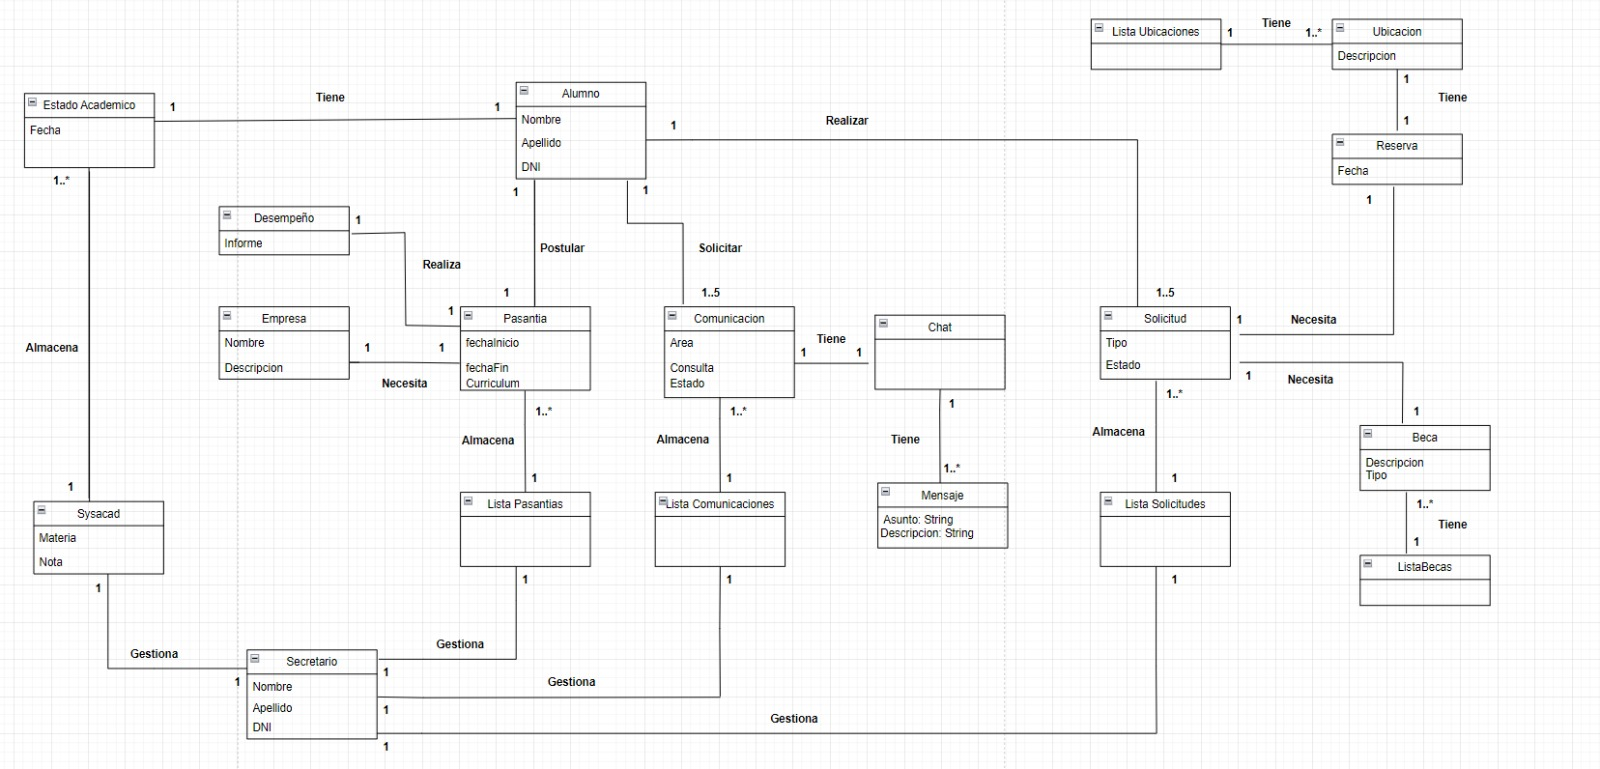 Lista Ubicaciones
1
Tiene
1..*
Ubicacion
Descripcion
1
Tiene
1
Reserva
Fecha
1
Estado Academico
Fecha
1
Tiene
1
Alumno
Nombre
Apellido
DNI
1
Realizar
1..*
1
1
Desempeño
Informe
1
Realiza
Postular
Solicitar
1
1
1..5
1..5
Empresa
Nombre
Descripcion
1
1
Necesita
Pasantia
fechaInicio
fechaFin
Curriculum
Comunicacion
Area
Consulta
Estado
Tiene
1
1
Chat
Solicitud
Tipo
Estado
1
Necesita
1
Necesita
1
Almacena
1..*
Almacena
1
1..*
Almacena
1
1
Tiene
1..*
1..*
Almacena
1
Beca
Descripcion
Tipo
1..*
Tiene
1
ListaBecas
1
Sysacad
Materia
Nota
1
Lista Pasantias
1
Lista Comunicaciones
1
Mensaje
Asunto: String
Descripcion: String
Lista Solicitudes
1
Gestiona
1
Secretario
Nombre
Apellido
DNI
Gestiona
1
Gestiona
1
Gestiona
1